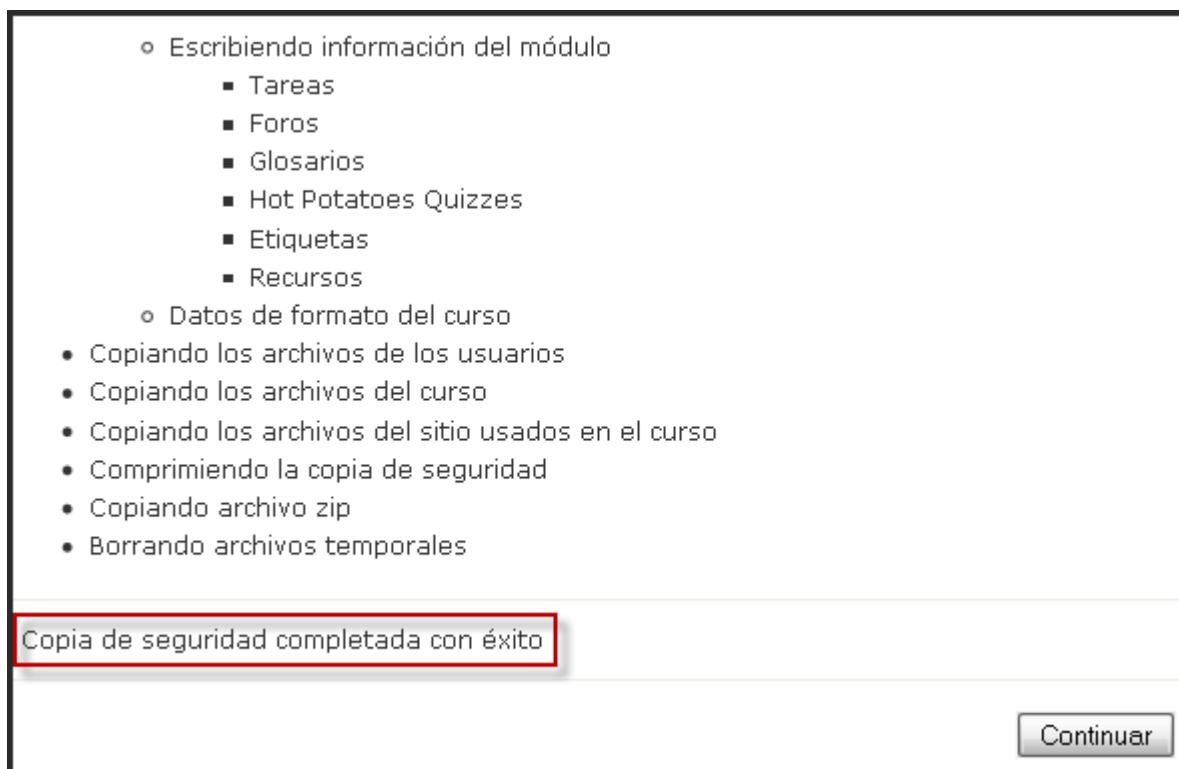 Escribiendo información del módulo
Tareas
Foros
Glosarios
Hot Potatoes Quizzes
Etiquetas
Recursos
Datos de formato del curso
Copiando los archivos de los usuarios
Copiando los archivos del curso
Copiando los archivos del sitio usados en el curso
Comprimiendo la copia de seguridad
Copiando archivo zip
Borrando archivos temporales
Copia de seguridad completada con éxito
Continuar